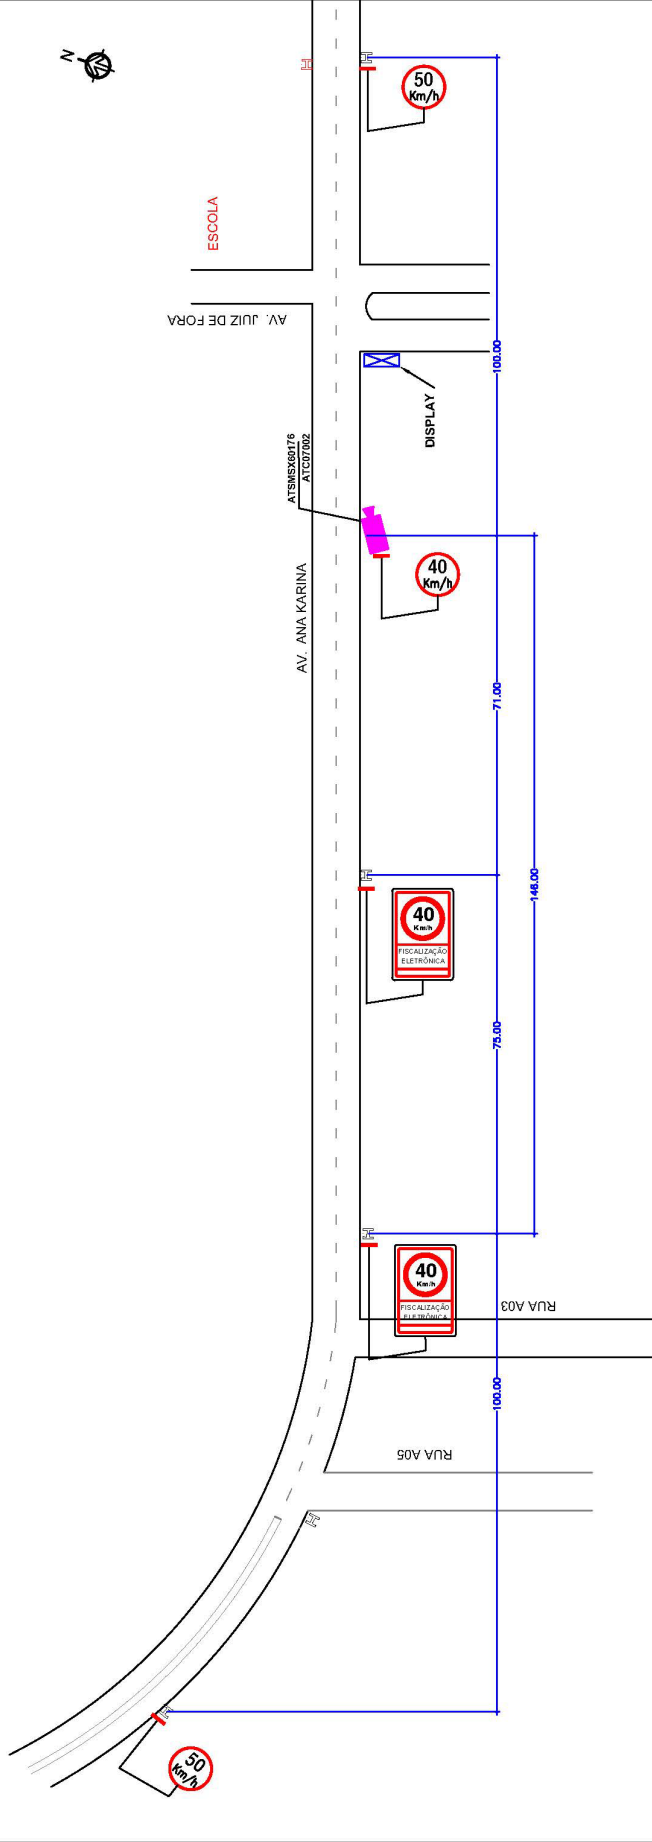 N
50
Km/h
ESCOLA
AV. JUIZ DE FORA
100.00
DISPLAY
ATSMSX60176
ATC07002
40
Km/h
AV. ANA KARINA
71.00
146.00
40
Km/h
FISCALIZAÇÃO
ELETRÔNICA
75.00
40
Km/h
FISCALIZAÇÃO
ELETRÔNICA
RUA A03
100.00
RUA A05
50
Km/h